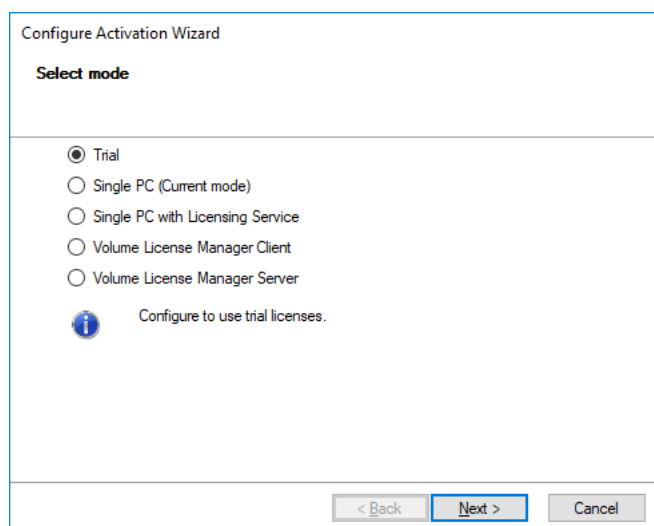 Configure Activation Wizard
Select mode
Trial
Single PC (Current mode)
Single PC with Licensing Service
Volume License Manager Client
Volume License Manager Server
Configure to use trial licenses.
< Back Next > Cancel